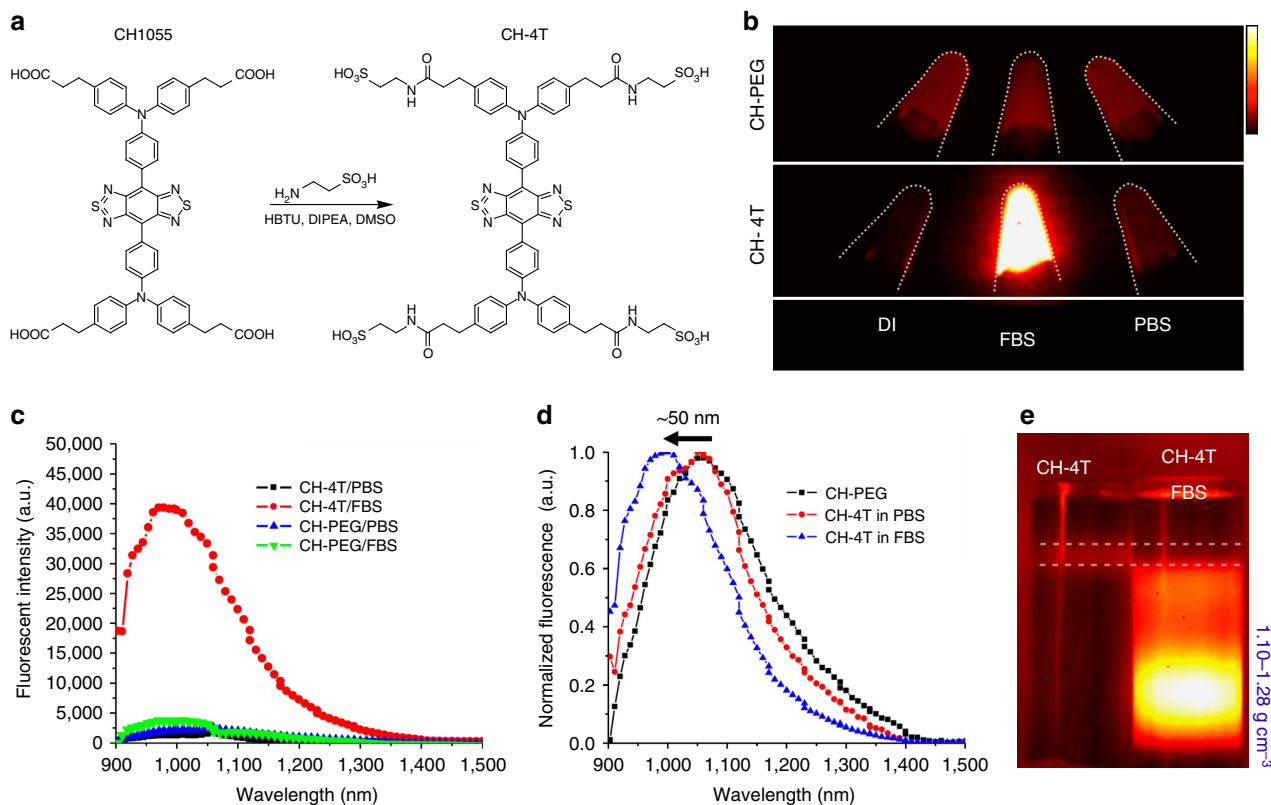 a
CH1055
CH-4T
HOOC
COOH
N
N
N
S
S
N
N
N
HOOC
COOH
H₂N
SO₃H
HBTU, DIPEA, DMSO
HO₃S
N
H
O
O
N
H
SO₃H
N
N
N
S
S
N
N
N
HO₃S
H
N
O
O
H
N
SO₃H
b
CH-PEG
CH- 4T
DI
FBS
PBS
c
50,000
45,000
40,000
35,000
30,000
25,000
20,000
15,000
10,000
5,000
0
Fluorescent intensity (a.u.)
CH-4T/PBS
CH-4T/FBS
CH-PEG/PBS
CH-PEG/FBS
900
1,000
1,100
1,200
1,300
1,400
1,500
Wavelength (nm)
d
~50 nm
1.0
0.8
0.6
0.4
0.2
0.0
Normalized fluorescence (a.u.)
CH-PEG
CH-4T in PBS
CH-4T in FBS
900
1,000
1,100
1,200
1,300
1,400
1,500
Wavelength (nm)
e
CH-4T
CH-4T
FBS
1.10–1.28 g cm⁻³